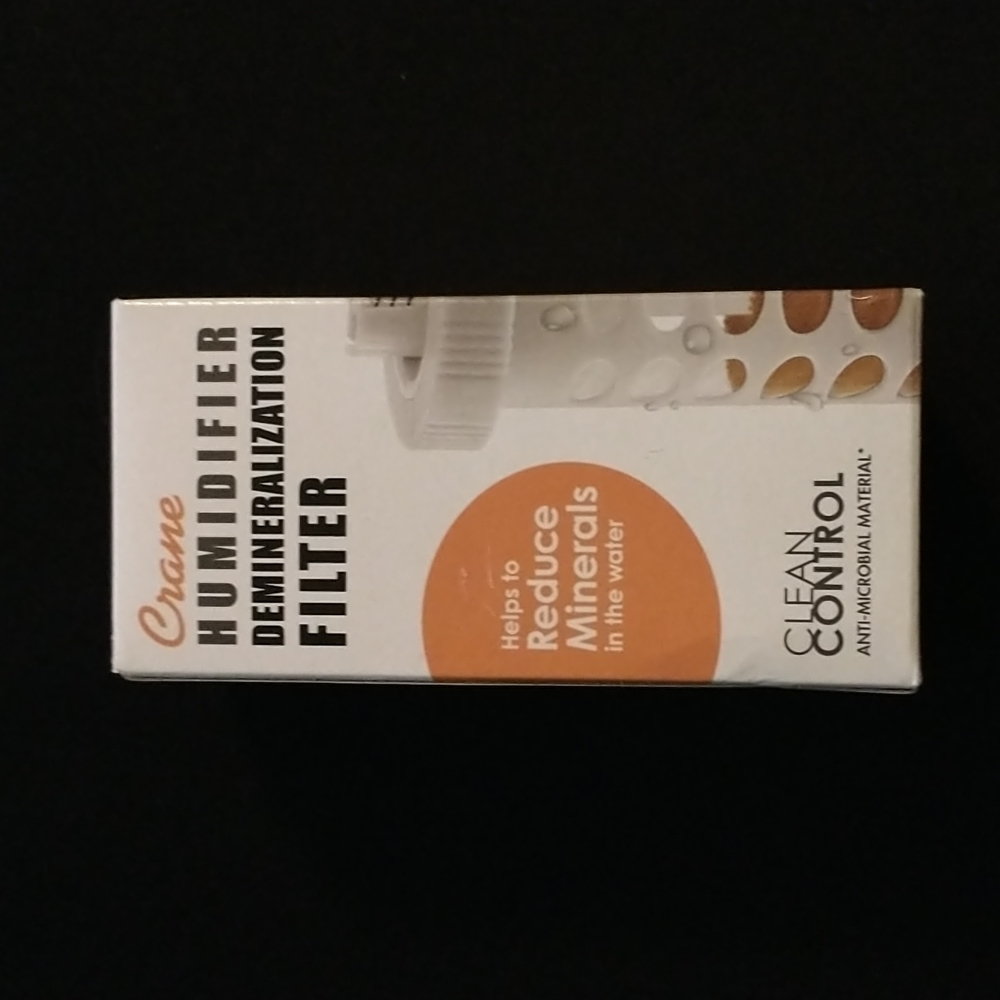 Crane
HUMIDIFIER
DEMINERALIZATION
FILTER
Helps to
Reduce
Minerals
in the water
CLEAN
CONTROL
ANTI-MICROBIAL MATERIAL*